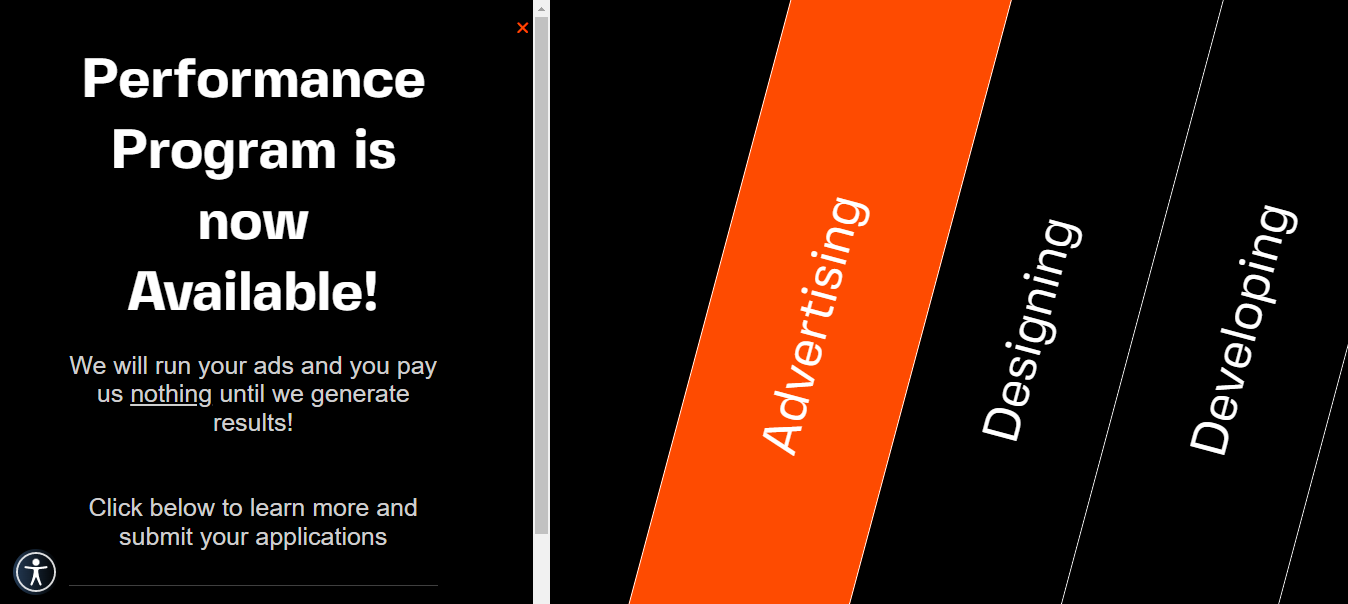 Performance
Program is
now
Available!
We will run your ads and you pay
us nothing until we generate
results!
Click below to learn more and
submit your applications
Advertising
Designing
Developing